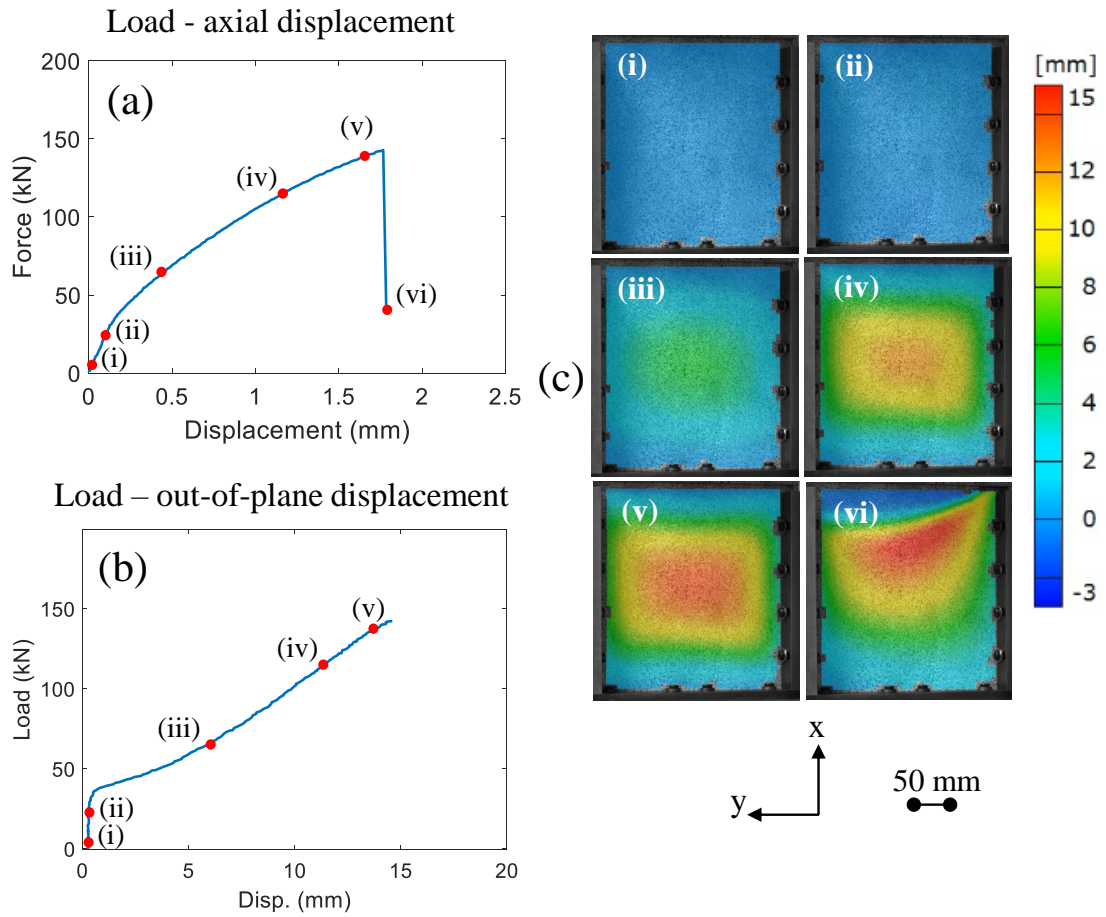 Load - axial displacement
(a)
Force (kN)
200
150
100
50
0
(i)
(ii)
(iii)
(iv)
(v)
(vi)
0
0.5
1
1.5
2
2.5
Displacement (mm)
Load – out-of-plane displacement
(b)
Load (kN)
150
100
50
0
(i)
(ii)
(iii)
(iv)
(v)
0
5
10
15
20
Disp. (mm)
(c)
(i)
(ii)
(iii)
(iv)
(v)
(vi)
[mm]
15
12
10
8
6
4
2
0
-3
x
y
50 mm